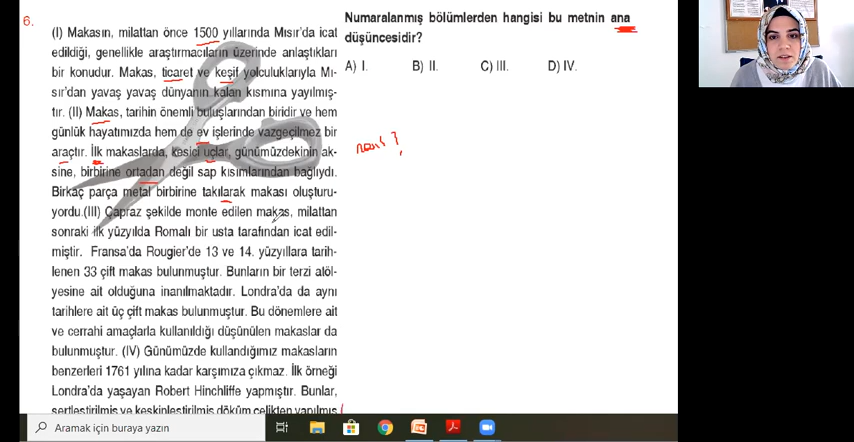 6.
(I) Makasın, milattan önce 1500 yıllarında Mısır'da icat
edildiği, genellikle araştırmacıların üzerinde anlaştıkları
bir konudur. Makas, ticaret ve keşif yolculuklarıyla Mı-
sır'dan yavaş yavaş dünyanın kalan kısmına yayılmış-
tır. (II) Makas, tarihin önemli buluşlarından biridir ve hem
günlük hayatımızda hem de ev işlerinde vazgeçilmez bir
araçtır. İlk makaslarda, kesici uçlar, günümüzdekinin ak-
sine, birbirine ortadan değil sap kısımlarından bağlıydı.
Birkaç parça metal birbirine takılarak makası oluşturu-
yordu.(III) Çapraz şekilde monte edilen makas, milattan
sonraki ilk yüzyılda Romalı bir usta tarafından icat edil-
miştir. Fransa'da Rougier'de 13 ve 14. yüzyıllara tarih-
lenen 33 çift makas bulunmuştur. Bunların bir terzi atöl-
yesine ait olduğuna inanılmaktadır. Londra'da da aynı
tarihlere ait üç çift makas bulunmuştur. Bu dönemlere ait
ve cerrahi amaçlarla kullanıldığı düşünülen makaslar da
bulunmuştur. (IV) Günümüzde kullandığımız makasların
benzerleri 1761 yılına kadar karşımıza çıkmaz. İlk örneği
Londra'da yaşayan Robert Hinchliffe yapmıştır. Bunlar,
sertleştirilmiş ve keskinleştirilmiş döküm çelikten yapılmış
Numaralanmış bölümlerden hangisi bu metnin ana
düşüncesidir?
A) I. B) II. C) III. D) IV.
Aramak için buraya yazın